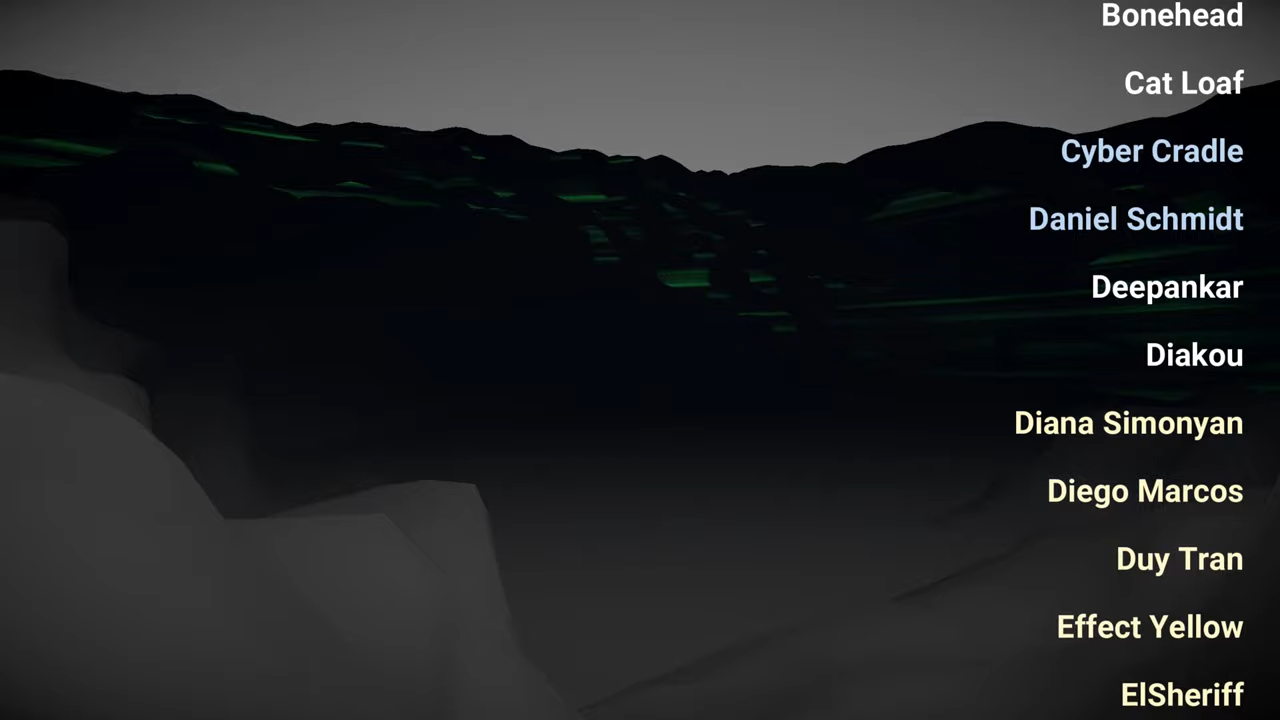 Bonehead
Cat Loaf
Cyber Cradle
Daniel Schmidt
Deepankar
Diakou
Diana Simonyan
Diego Marcos
Duy Tran
Effect Yellow
ElSheriff